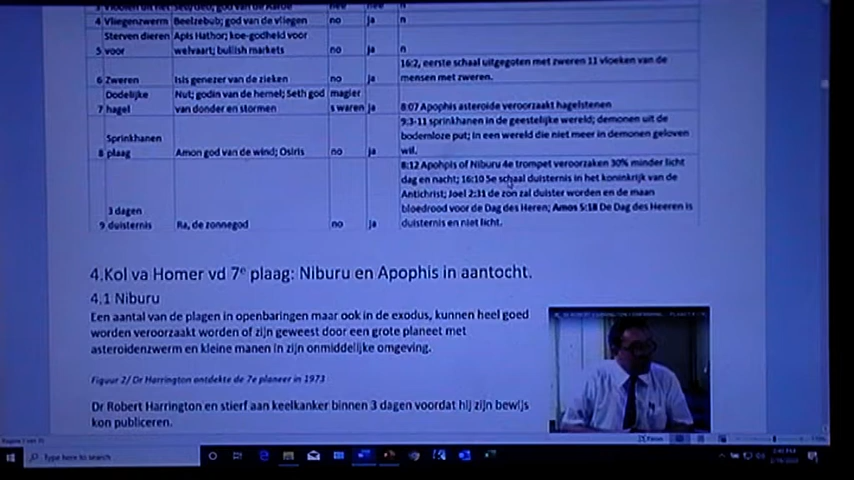 4 Vliegenzwerm Beelzebub; god van de vliegen no ja n
Sterven dieren Apis Hathor; koe-godheid voor
5 voor welvaart; bullish markets no ja n
16:2, eerste schaal uitgegoten met zweren 11 vloeken van de
6 Zweren Isis genezer van de zieken no ja mensen met zweren.
Dodelijke Nut; godin van de hemel; Seth god magier
7 hagel van donder en stormen s waren ja 8:07 Apophis asteroide veroorzaakt hagelstenen
9:3-11 sprinkhanen in de geestelijke wereld; demonen uit de
Sprinkhanen bodemloze put; in een wereld die niet meer in demonen geloven
8 plaag Amon god van de wind; Osiris no ja wil.
8:12 Apohpis of Niburu 4e trompet veroorzaken 30% minder licht
dag en nacht; 16:10 5e schaal duisternis in het koninkrijk van de
Antichrist; Joel 2:31 de zon zal duister worden en de maan
3 dagen bloedrood voor de Dag des Heren; Amos 5:18 De Dag des Heeren is
9 duisternis Ra, de zonnegod no ja duisternis en niet licht.
4.Kol va Homer vd 7e plaag: Niburu en Apophis in aantocht.
4.1 Niburu
Een aantal van de plagen in openbaringen maar ook in de exodus, kunnen heel goed
worden veroorzaakt worden of zijn geweest door een grote planeet met
asteroidenzwerm en kleine manen in zijn onmiddelijke omgeving.
Figuur 2/ Dr Harrington ontdekte de 7e planeer in 1973
Dr Robert Harrington en stierf aan keelkanker binnen 3 dagen voordat hij zijn bewijs
kon publiceren.
Focus
Type here to search